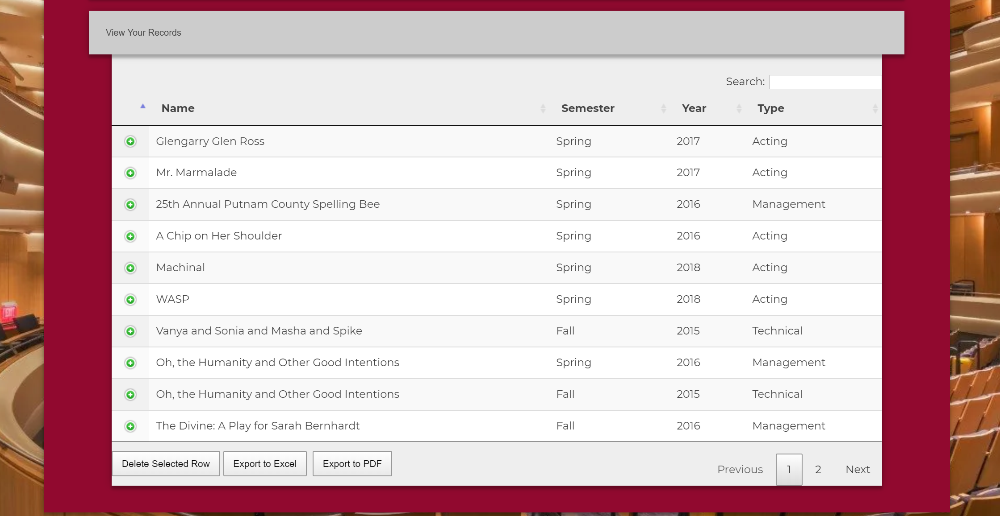 View Your Records
Search:
Name Semester Year Type
Glengarry Glen Ross Spring 2017 Acting
Mr. Marmalade Spring 2017 Acting
25th Annual Putnam County Spelling Bee Spring 2016 Management
A Chip on Her Shoulder Spring 2016 Acting
Machinal Spring 2018 Acting
WASP Spring 2018 Acting
Vanya and Sonia and Masha and Spike Fall 2015 Technical
Oh, the Humanity and Other Good Intentions Spring 2016 Management
Oh, the Humanity and Other Good Intentions Fall 2015 Technical
The Divine: A Play for Sarah Bernhardt Fall 2016 Management
Delete Selected Row Export to Excel Export to PDF Previous 1 2 Next
EXIT